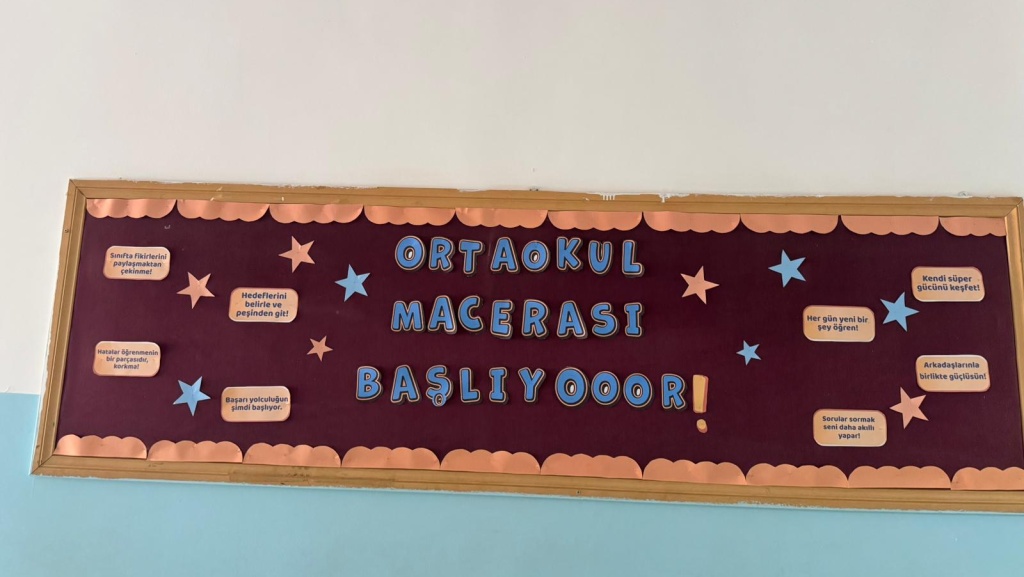 ORTAOKUL
MACERASI
BAŞLIYOOOR!
Sınıfta fikirlerini
paylaşmaktan
çekinme!
Hedeflerini
belirle ve
peşinden git!
Hatalar öğrenmenin
bir parçasıdır,
korkma!
Başarı yolculuğun
şimdi başlıyor.
Kendi süper
gücünü keşfet!
Her gün yeni bir
şey öğren!
Arkadaşlarınla
birlikte güçlüsün!
Sorular sormak
seni daha akıllı
yapar!